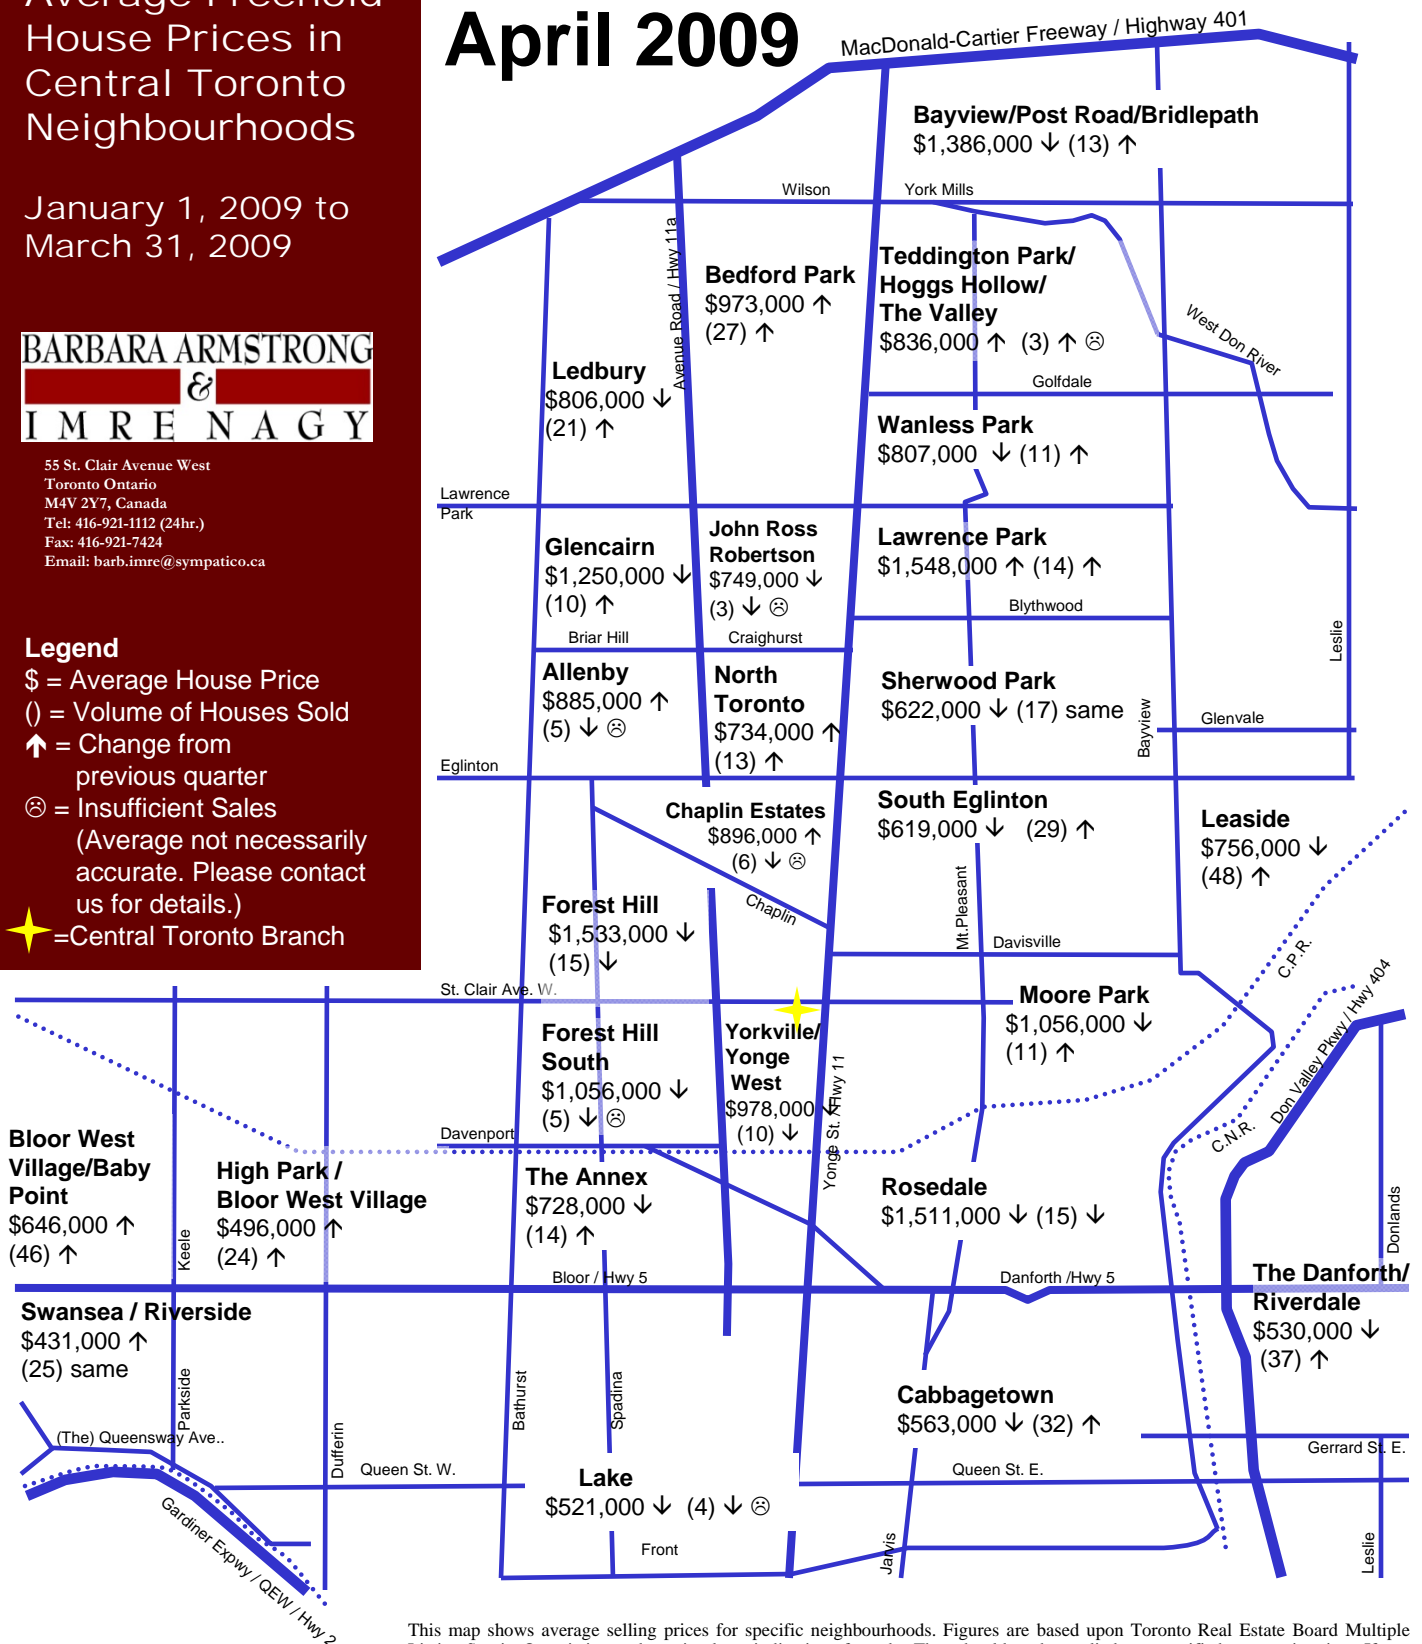 Average Freehold
House Prices in
Central Toronto
Neighbourhoods
January 1, 2009 to
March 31, 2009
BARBARA ARMSTRONG
&
IMRE NAGY
55 St. Clair Avenue West
Toronto Ontario
M4V 2Y7, Canada
Tel: 416-921-1112 (24hr.)
Fax: 416-921-7424
Email: barb.imre@sympatico.ca
Legend
$ = Average House Price
() = Volume of Houses Sold
↑ = Change from
previous quarter
☹ = Insufficient Sales
(Average not necessarily
accurate. Please contact
us for details.)
=Central Toronto Branch
April 2009
MacDonald-Cartier Freeway / Highway 401
Bayview/Post Road/Bridlepath
$1,386,000 ↓ (13) ↑
Wilson
York Mills
Avenue Road / Hwy 11a
Bedford Park
$973,000 ↑
(27) ↑
Teddington Park/
Hoggs Hollow/
The Valley
$836,000 ↑ (3) ↑ ☹
West Don River
Ledbury
$806,000 ↓
(21) ↑
Golfdale
Wanless Park
$807,000 ↓ (11) ↑
Lawrence
Park
Glencairn
$1,250,000 ↓
(10) ↑
John Ross
Robertson
$749,000 ↓
(3) ↓ ☹
Lawrence Park
$1,548,000 ↑ (14) ↑
Blythwood
Leslie
Briar Hill
Craighurst
Allenby
$885,000 ↑
(5) ↓ ☹
North
Toronto
$734,000 ↑
(13) ↑
Sherwood Park
$622,000 ↓ (17) same
Bayview
Glenvale
Eglinton
Chaplin Estates
$896,000 ↑
(6) ↓ ☹
South Eglinton
$619,000 ↓ (29) ↑
Leaside
$756,000 ↓
(48) ↑
Chaplin
Forest Hill
$1,533,000 ↓
(15) ↓
Mt.Pleasant
Davisville
C.P.R.
St. Clair Ave. W.
Moore Park
$1,056,000 ↓
(11) ↑
Don Valley Pkwy / Hwy 404
Forest Hill
South
$1,056,000 ↓
(5) ↓ ☹
Yorkville/
Yonge
West
$978,000 ↓
(10) ↓
Yonge St. /Hwy 11
C.N.R.
Davenport
Bloor West
Village/Baby
Point
$646,000 ↑
(46) ↑
Keele
High Park /
Bloor West Village
$496,000 ↑
(24) ↑
The Annex
$728,000 ↓
(14) ↑
Rosedale
$1,511,000 ↓ (15) ↓
Donlands
Bloor / Hwy 5
Danforth /Hwy 5
The Danforth/
Riverdale
$530,000 ↓
(37) ↑
Swansea / Riverside
$431,000 ↑
(25) same
Parkside
Dufferin
Bathurst
Spadina
Cabbagetown
$563,000 ↓ (32) ↑
(The) Queensway Ave..
Gerrard St. E.
Queen St. W.
Queen St. E.
Lake
$521,000 ↓ (4) ↓ ☹
Gardiner Expwy / QEW / Hwy 2
Front
Jarvis
Leslie
This map shows average selling prices for specific neighbourhoods. Figures are based upon Toronto Real Estate Board Multiple